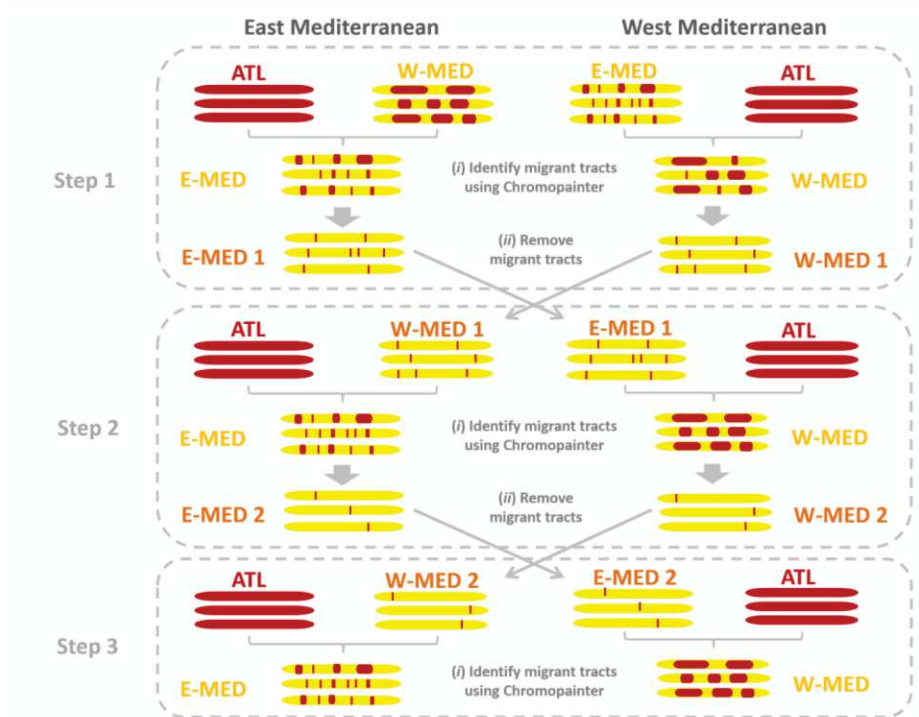 East Mediterranean West Mediterranean
ATL W-MED E-MED ATL
Step 1
E-MED (i) Identify migrant tracts using Chromopainter W-MED
E-MED 1 (ii) Remove migrant tracts W-MED 1
ATL W-MED 1 E-MED 1 ATL
Step 2
E-MED (i) Identify migrant tracts using Chromopainter W-MED
E-MED 2 (ii) Remove migrant tracts W-MED 2
ATL W-MED 2 E-MED 2 ATL
Step 3
E-MED (i) Identify migrant tracts using Chromopainter W-MED